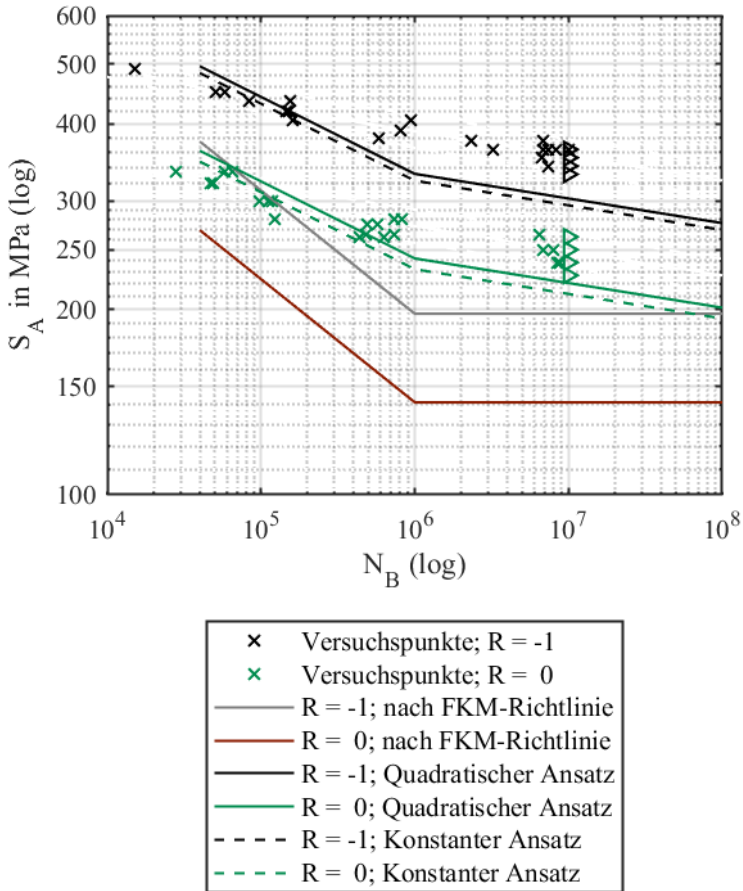 600
500
400
300
250
200
150
100
S_A in MPa (log)
10^4
10^5
10^6
10^7
10^8
N_B (log)
Versuchspunkte; R = -1
Versuchspunkte; R = 0
R = -1; nach FKM-Richtlinie
R = 0; nach FKM-Richtlinie
R = -1; Quadratischer Ansatz
R = 0; Quadratischer Ansatz
R = -1; Konstanter Ansatz
R = 0; Konstanter Ansatz